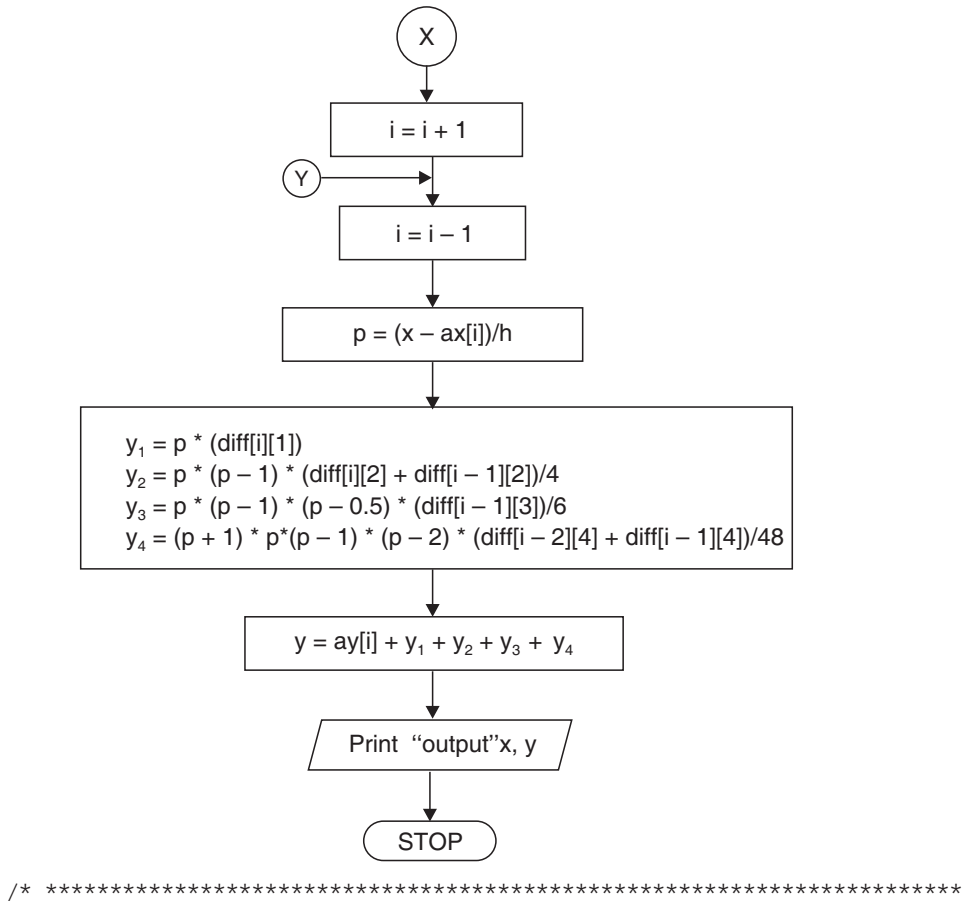 X
i = i + 1
Y
i = i – 1
p = (x – ax[i])/h
y₁ = p * (diff[i][1])
y₂ = p * (p – 1) * (diff[i][2] + diff[i – 1][2])/4
y₃ = p * (p – 1) * (p – 0.5) * (diff[i – 1][3])/6
y₄ = (p + 1) * p*(p – 1) * (p – 2) * (diff[i – 2][4] + diff[i – 1][4])/48
y = ay[i] + y₁ + y₂ + y₃ + y₄
Print ‘‘output’’x, y
STOP
/* ************************************************************************